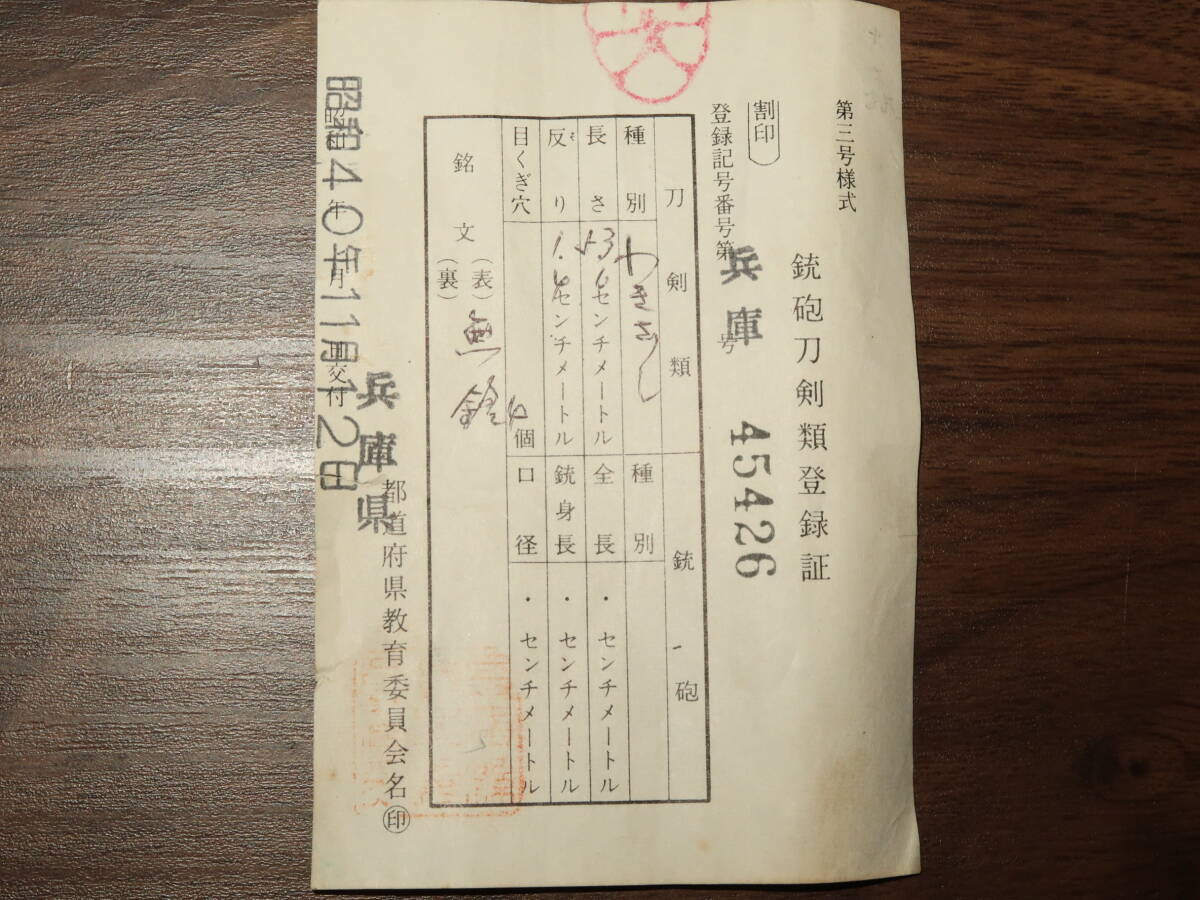 第三号様式
銃砲刀剣類登録証
割印
登録記号番号第 兵庫 号 45426
刀剣類
銃砲
種別 わきざし
種別
長さ 53 センチメートル
全長 ・ センチメートル
反り 1. センチメートル
銃身長 ・ センチメートル
目くぎ穴 個
口径 ・ センチメートル
銘文 (表) 無銘
(裏)
兵庫県
都道府県教育委員会名 印
昭和 年 月 交付
昭和40年11月12日